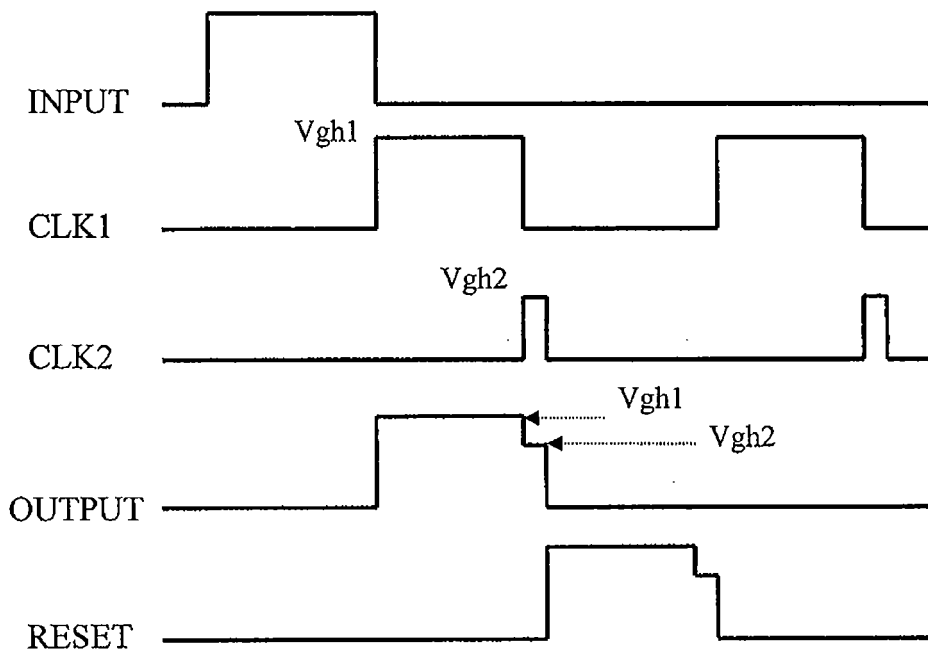 INPUT
Vgh1
CLK1
Vgh2
CLK2
Vgh1
Vgh2
OUTPUT
RESET